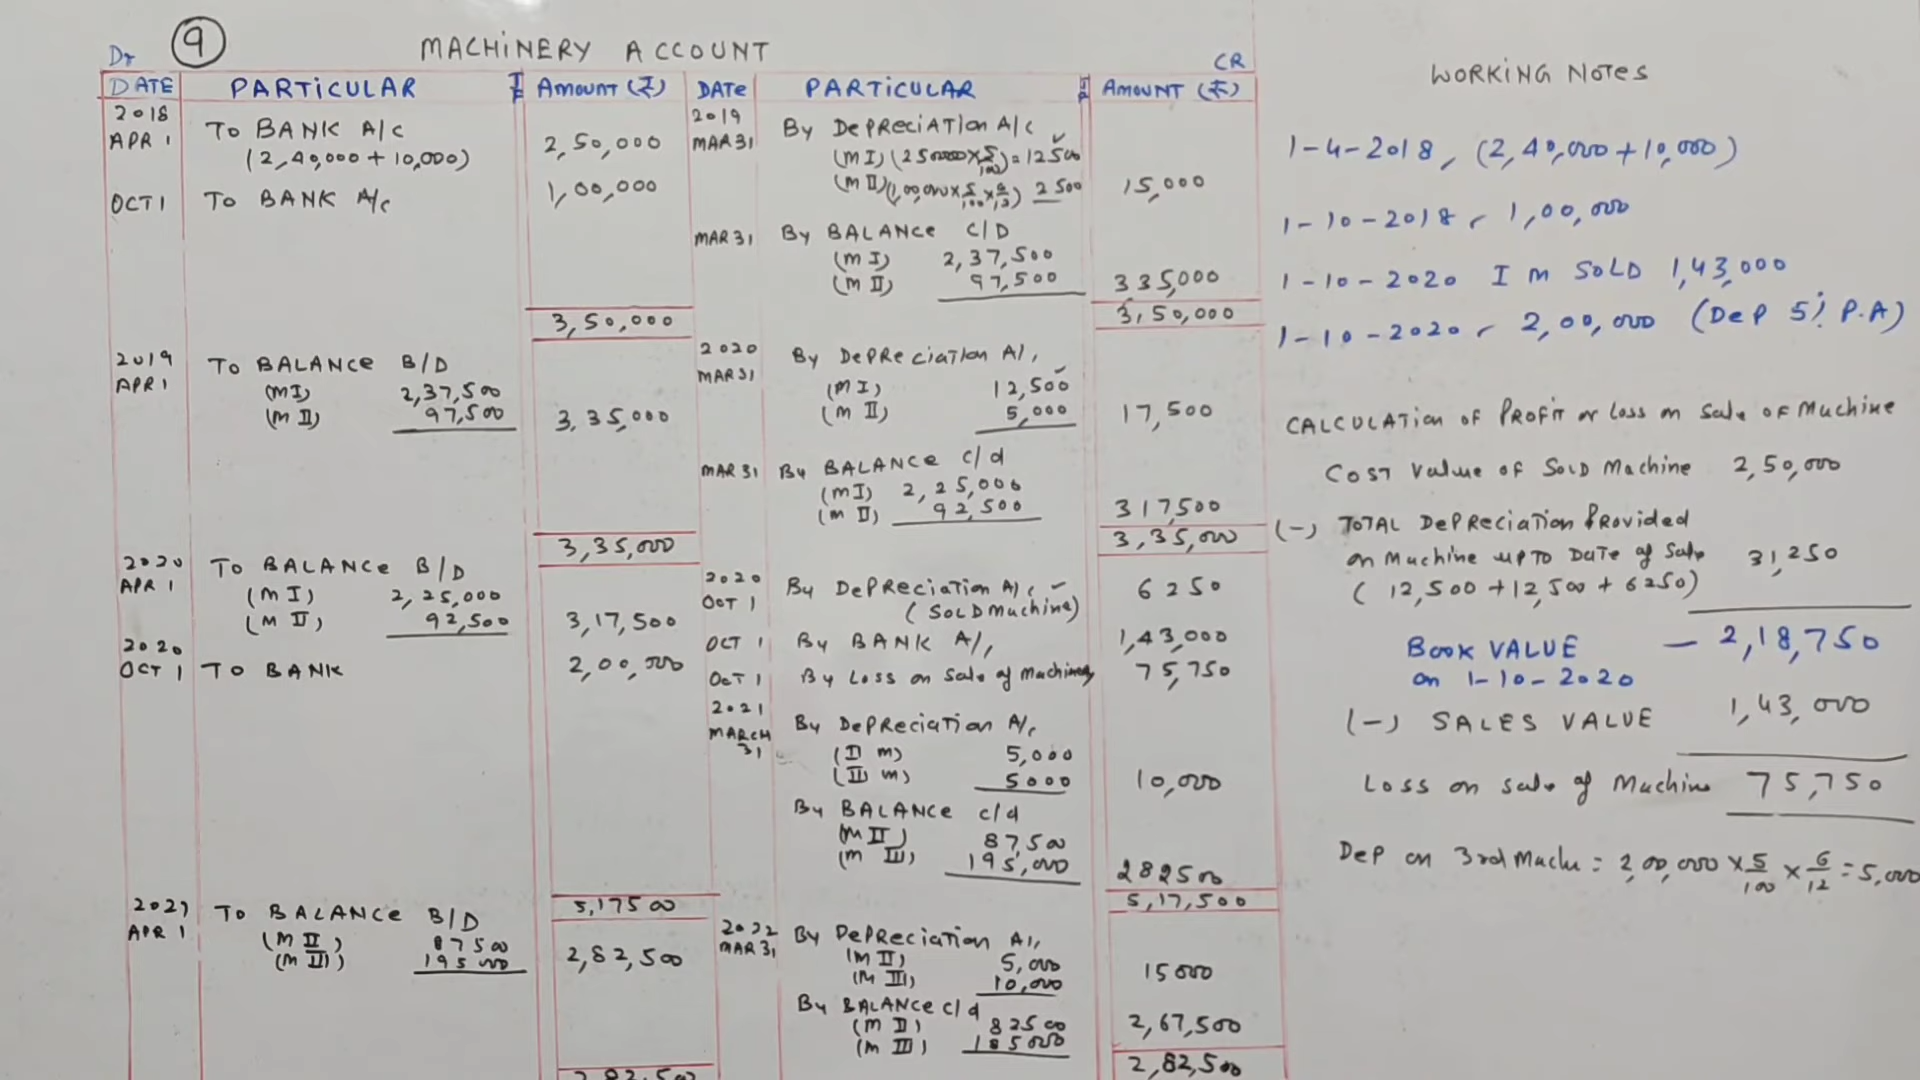 9
MACHINERY ACCOUNT
Dr
CR
DATE PARTICULAR Amount (₹) DATE PARTICULAR AMOUNT (₹)
2018
APR 1 To BANK A/c 2,50,000
(2,40,000 + 10,000)
OCT 1 To BANK A/c 1,00,000
3,50,000
2019
APR 1 To BALANCE B/D
(M I) 2,37,500
(M II) 97,500 3,35,000
3,35,000
2020
APR 1 To BALANCE B/D
(M I) 2,25,000
(M II) 92,500 3,17,500
2020
OCT 1 To BANK 2,00,000
5,17500
2021
APR 1 To BALANCE B/D
(M II) 87500
(M III) 195000 2,82,500
2,82,500
2019
MAR 31 By DePReciATion A/c
(M I) (250000 × 5/100) = 12500
(M II) (1,00,000 × 5/100 × 6/12) 2500 15,000
MAR 31 By BALANCe C/D
(M I) 2,37,500
(M II) 97,500 335,000
3,50,000
2020
MAR 31 By DePReciaTion A/c
(M I) 12,500
(M II) 5,000 17,500
MAR 31 By BALANCe c/d
(M I) 2,25,000
(M II) 92,500 317,500
3,35,000
2020
OCT 1 By DePReciation A/c 6250
(SOLD Machine)
OCT 1 By BANK A/c 1,43,000
OCT 1 By Loss on Sale of Machinery 75,750
2021
MARCH 31 By DePReciation A/c
(II M) 5,000
(III M) 5000 10,000
By BALANCe c/d
(M II) 87,500
(M III) 195,000 282500
5,17,500
2022
MAR 31 By DePReciation A/c
(M II) 5,000
(M III) 10,000 15000
By BALANCe c/d
(M II) 82500
(M III) 185000 2,67,500
2,82,500
WORKING NoTeS
1-4-2018, (2,40,000 + 10,000)
1-10-2018, 1,00,000
1-10-2020 I M SOLD 1,43,000
1-10-2020, 2,00,000 (DeP 5% P.A)
CALCULATion of PROFiT or Loss on Sale OF Machine
COST Value of SOLD Machine 2,50,000
(-) TOTAL DePReciation PRovided
on Machine uP TO Date of Sale 31,250
(12,500 + 12,500 + 6250)
BooK VALUE - 2,18,750
on 1-10-2020
(-) SALES VALUE 1,43,000
Loss on sale of Machine 75,750
DeP on 3rd Machi = 2,00,000 × 5/100 × 6/12 = 5,000